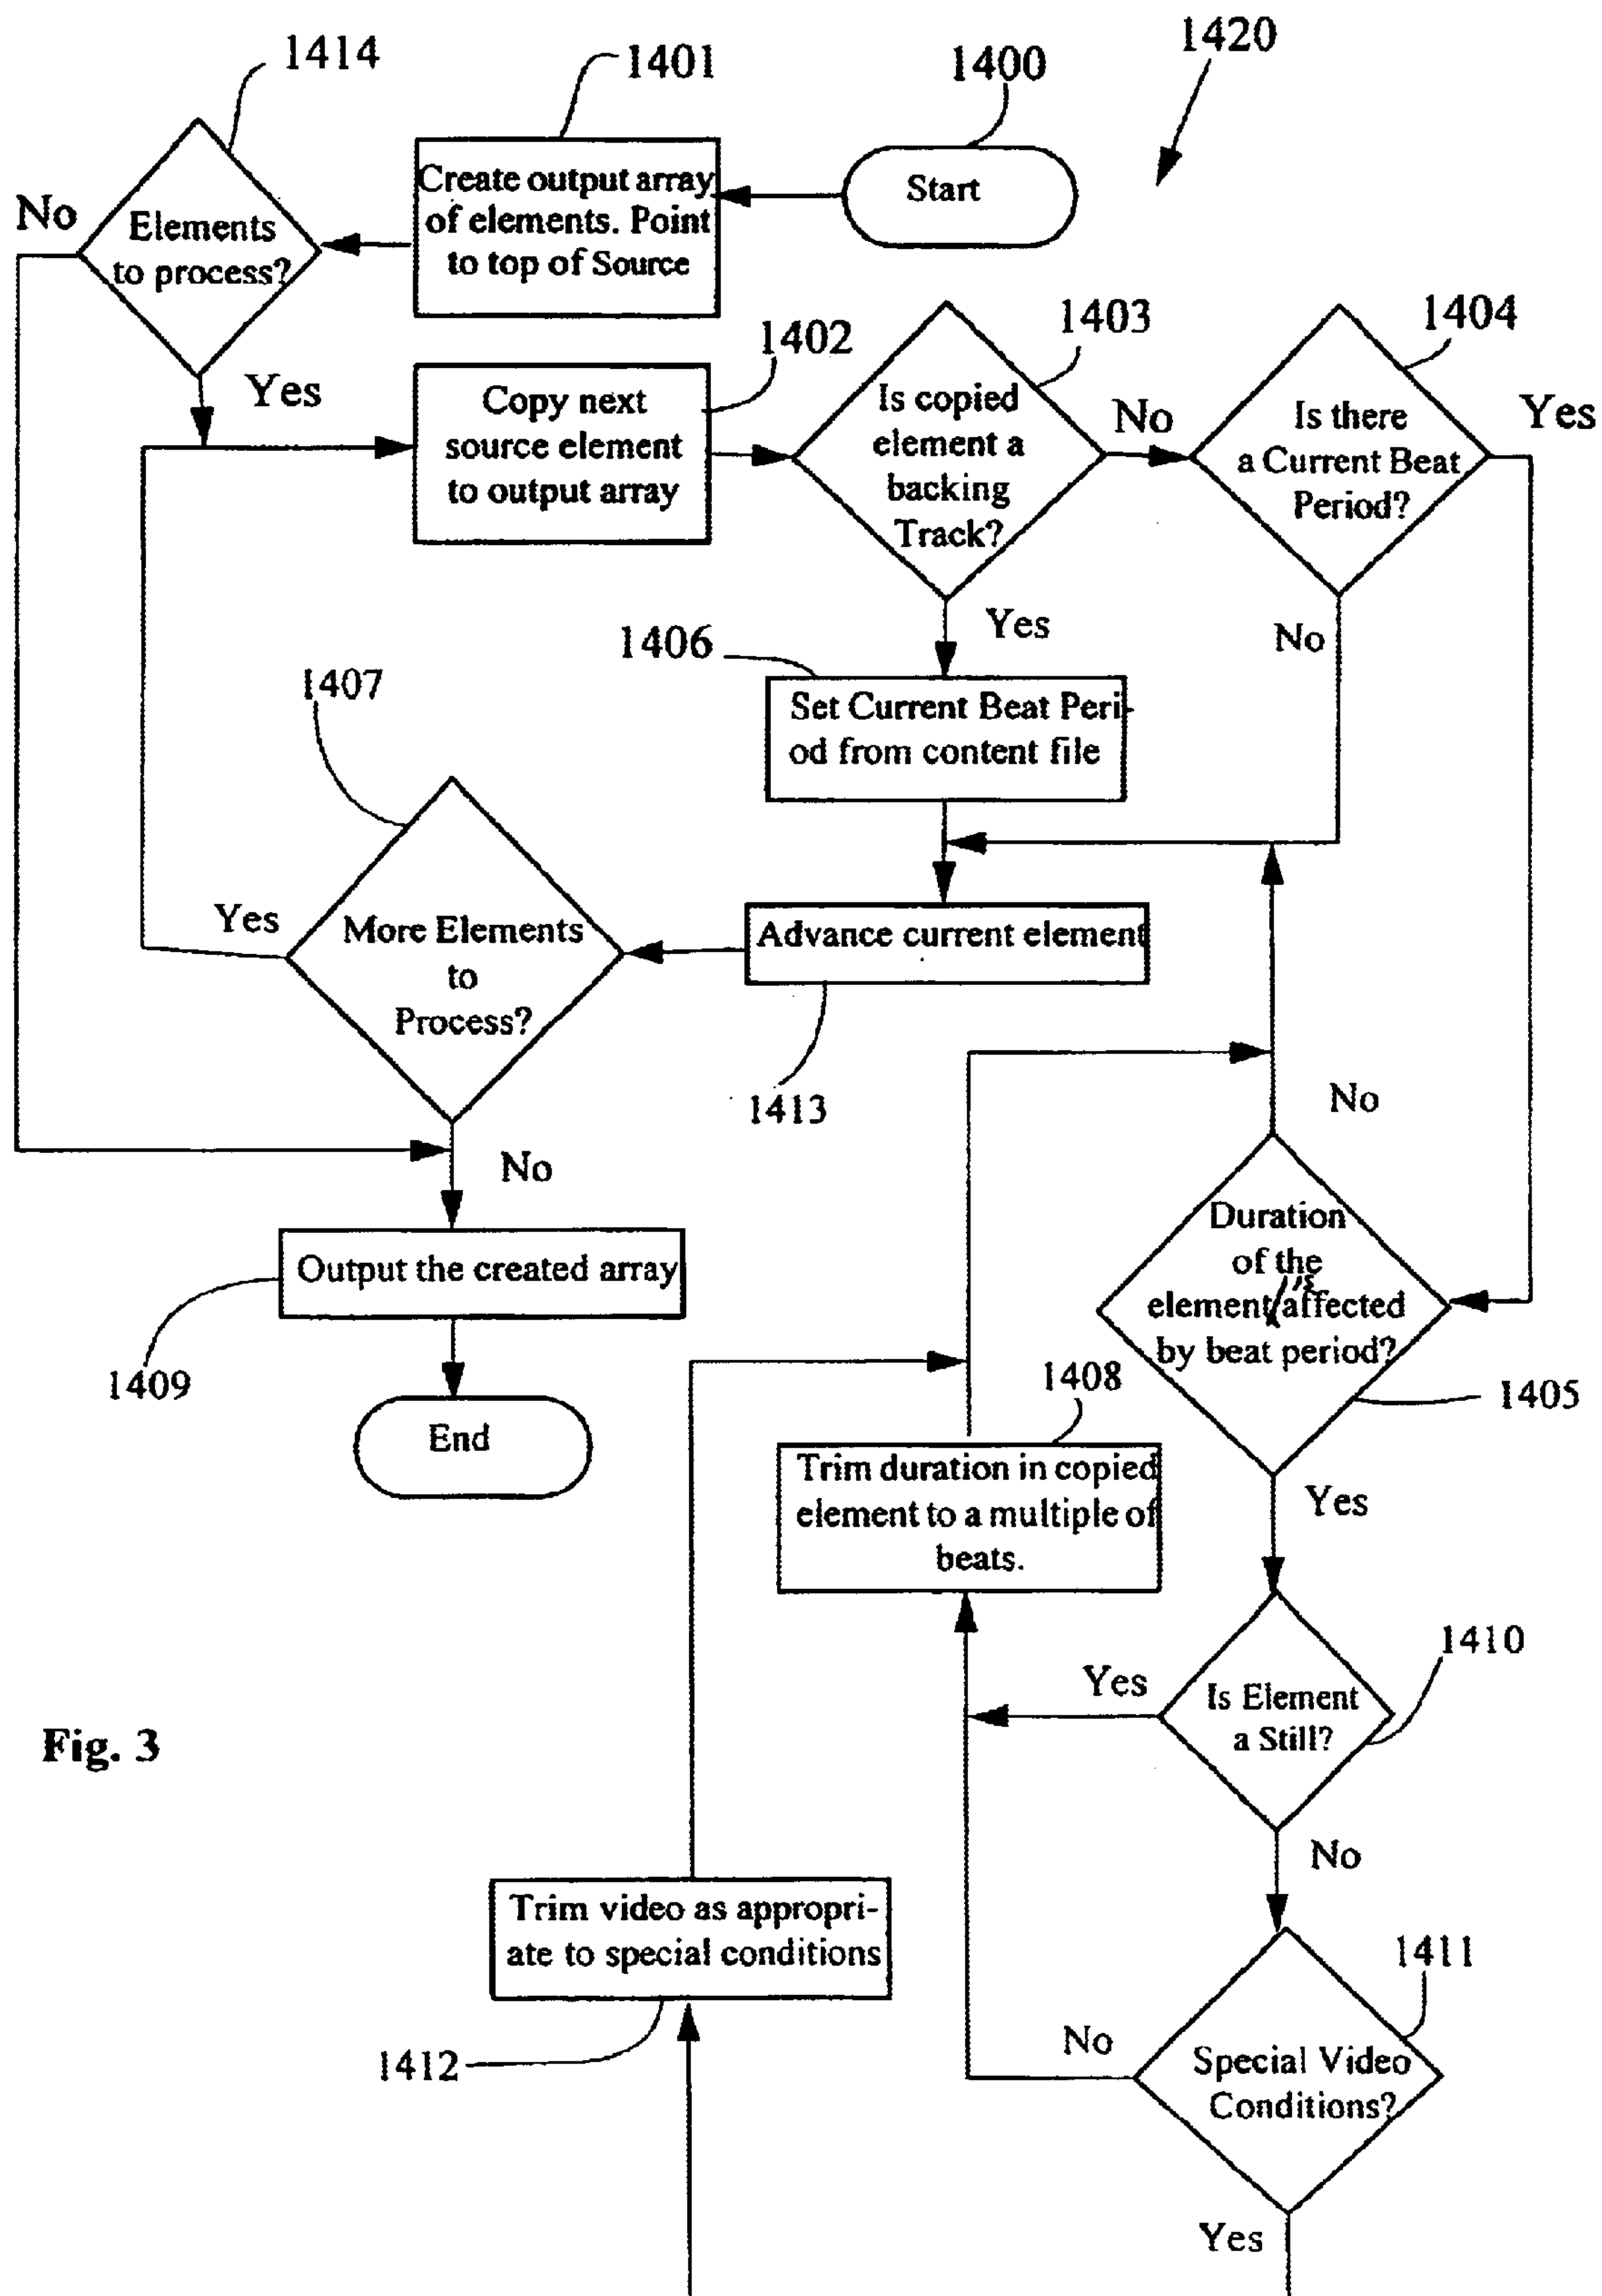 1414
1401
1400
1420
Elements
to process?
No
Yes
Create output array
of elements. Point
to top of Source
Start
1402
Copy next
source element
to output array
1403
Is copied
element a
backing
Track?
No
Yes
1404
Is there
a Current Beat
Period?
Yes
No
1406
Set Current Beat Peri-
od from content file
1407
More Elements
to
Process?
Yes
No
Advance current element
1413
Output the created array
1409
End
Duration
of the
element is affected
by beat period?
No
Yes
1405
1408
Trim duration in copied
element to a multiple of
beats.
1410
Is Element
a Still?
Yes
No
Fig. 3
Trim video as appropri-
ate to special conditions
1412
1411
Special Video
Conditions?
No
Yes